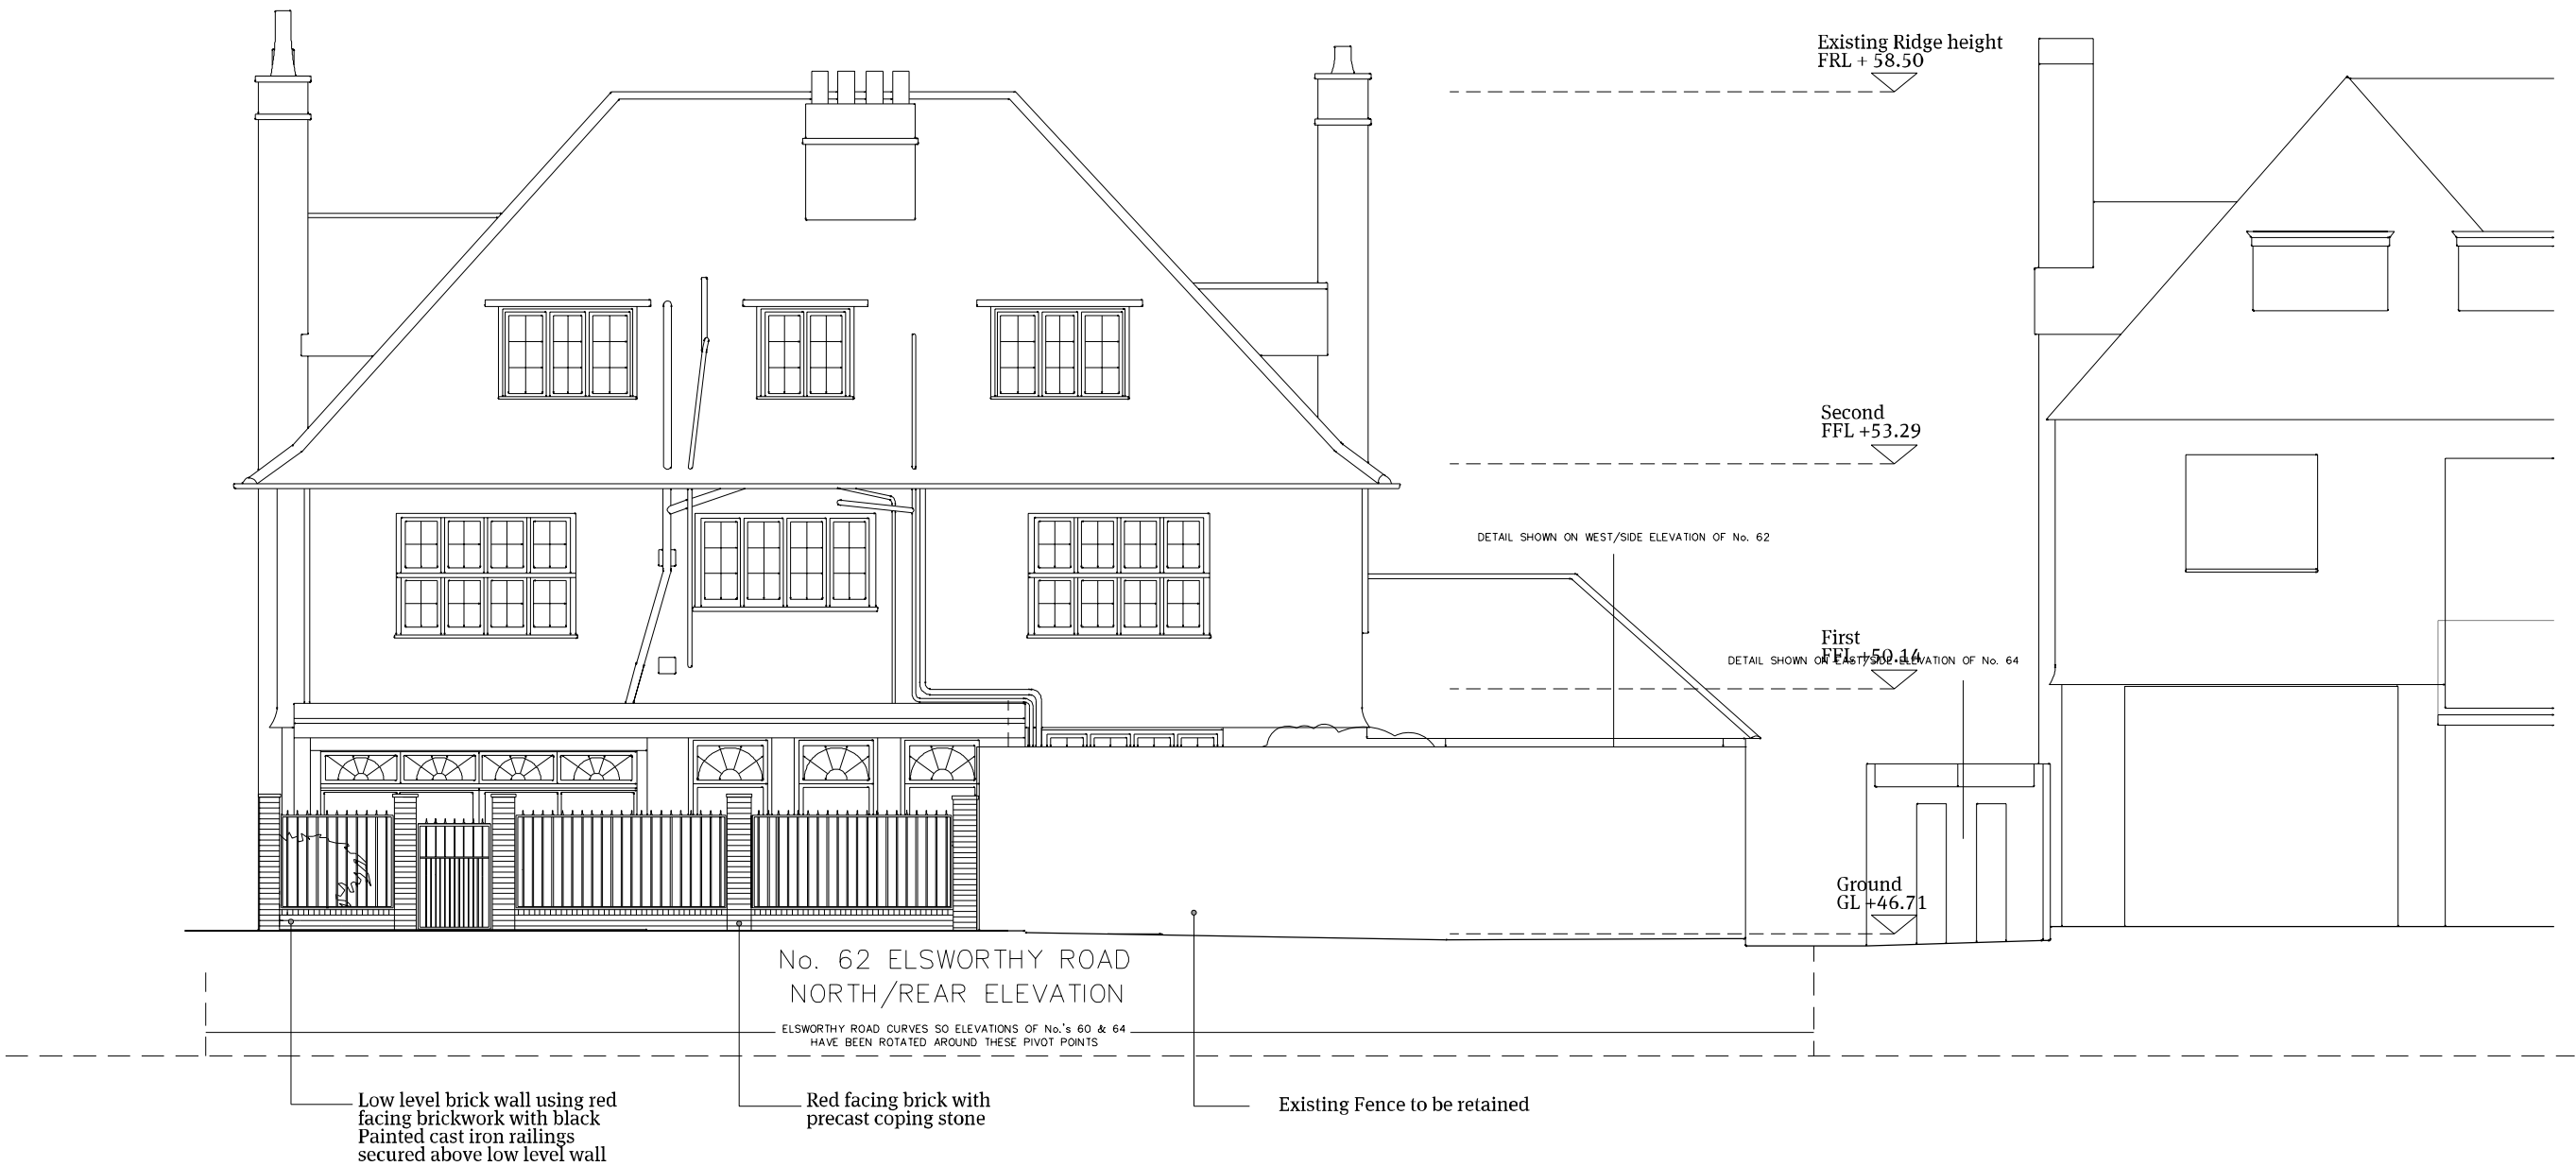 Existing Ridge height
FRL + 58.50
Second
FFL +53.29
DETAIL SHOWN ON WEST/SIDE ELEVATION OF No. 62
First
FFL +50.14
DETAIL SHOWN ON EAST/SIDE ELEVATION OF No. 64
Ground
GL +46.71
No. 62 ELSWORTHY ROAD
NORTH/REAR ELEVATION
ELSWORTHY ROAD CURVES SO ELEVATIONS OF No.'s 60 & 64
HAVE BEEN ROTATED AROUND THESE PIVOT POINTS
Low level brick wall using red
facing brickwork with black
Painted cast iron railings
secured above low level wall
Red facing brick with
precast coping stone
Existing Fence to be retained